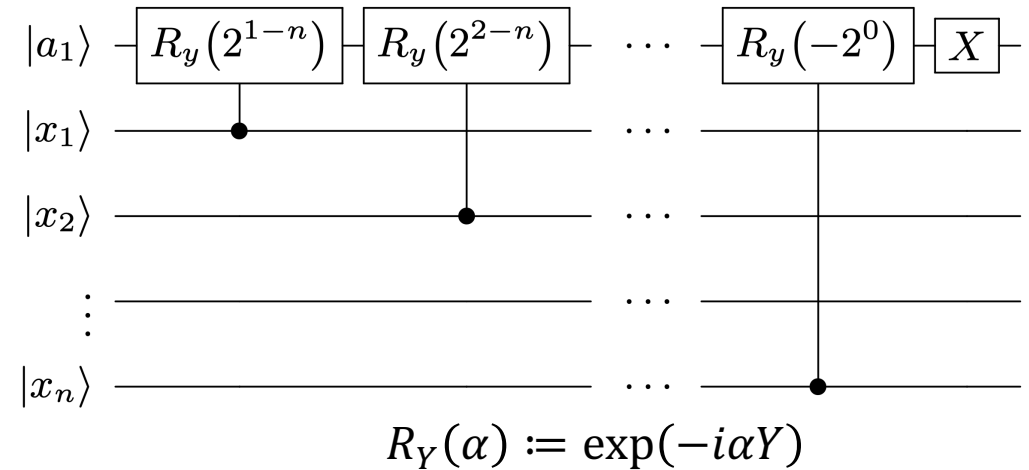 |a₁⟩ R_y(2^{1−n}) R_y(2^{2−n}) ··· R_y(−2⁰) X
|x₁⟩ ···
|x₂⟩ ···
⋮ ···
|xₙ⟩ ···
R_Y(α) ≔ exp(−iαY)